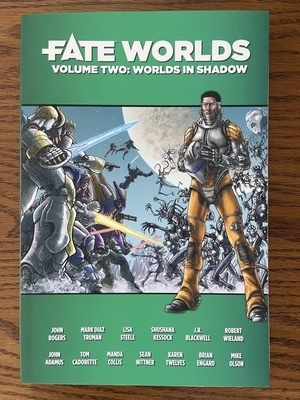 FATE WORLDS
VOLUME TWO: WORLDS IN SHADOW
JOHN ROGERS
MARK DIAZ TRUMAN
LISA STEELE
SHOSHANA KESSOCK
J.R. BLACKWELL
ROBERT WIELAND
JOHN ADAMUS
TOM CADORETTE
MANDA COLLIS
SEAN NITTNER
KAREN TWELVES
BRIAN ENGARD
MIKE OLSON